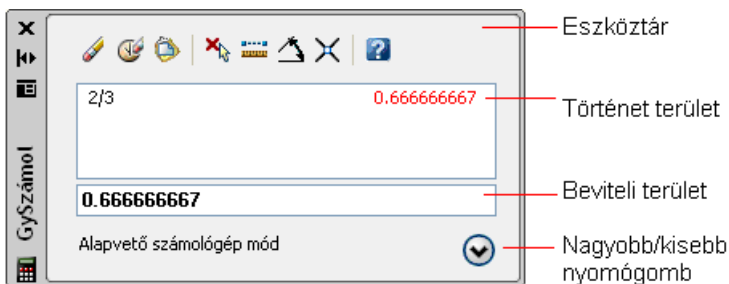 Eszköztár
2/3 0.666666667
Történet terület
0.666666667
Beviteli terület
GySzámol
Alapvető számológép mód
Nagyobb/kisebb
nyomógomb